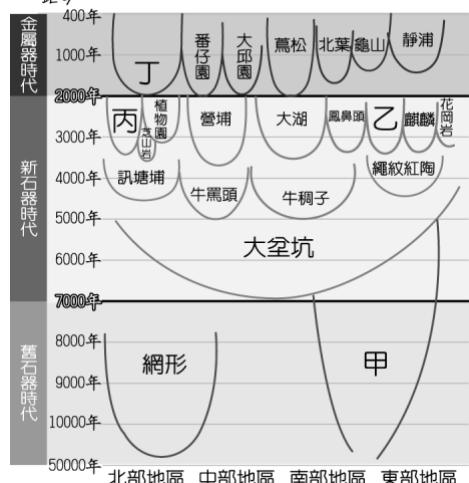 400年
1000年
2000年
3000年
4000年
5000年
6000年
7000年
8000年
9000年
10000年
50000年
金屬器時代
新石器時代
舊石器時代
丁
番仔園
大邱園
蔦松
北葉
龜山
靜浦
丙
芝山岩
植物園
營埔
大湖
鳳鼻頭
乙
麒麟
花岡岩
訊塘埔
牛罵頭
牛稠子
繩紋紅陶
大坌坑
網形
甲
北部地區 中部地區 南部地區 東部地區